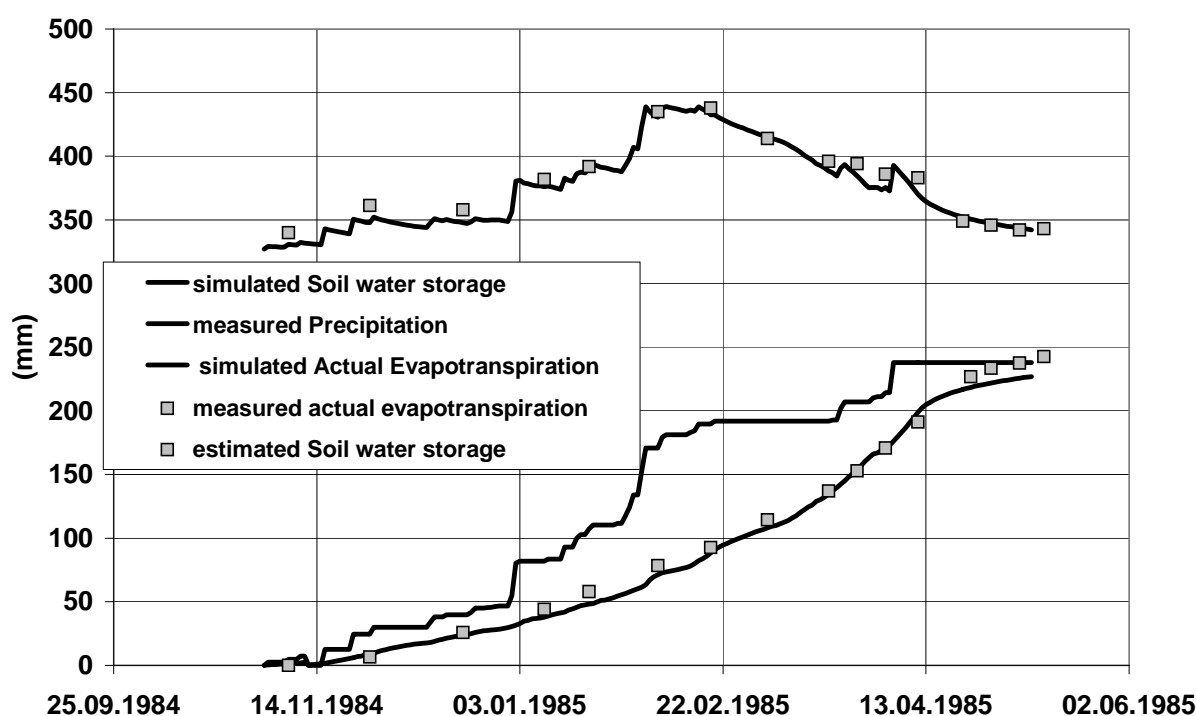 500
450
400
350
300
250
200
150
100
50
0
(mm)
simulated Soil water storage
measured Precipitation
simulated Actual Evapotranspiration
measured actual evapotranspiration
estimated Soil water storage
25.09.1984 14.11.1984 03.01.1985 22.02.1985 13.04.1985 02.06.1985